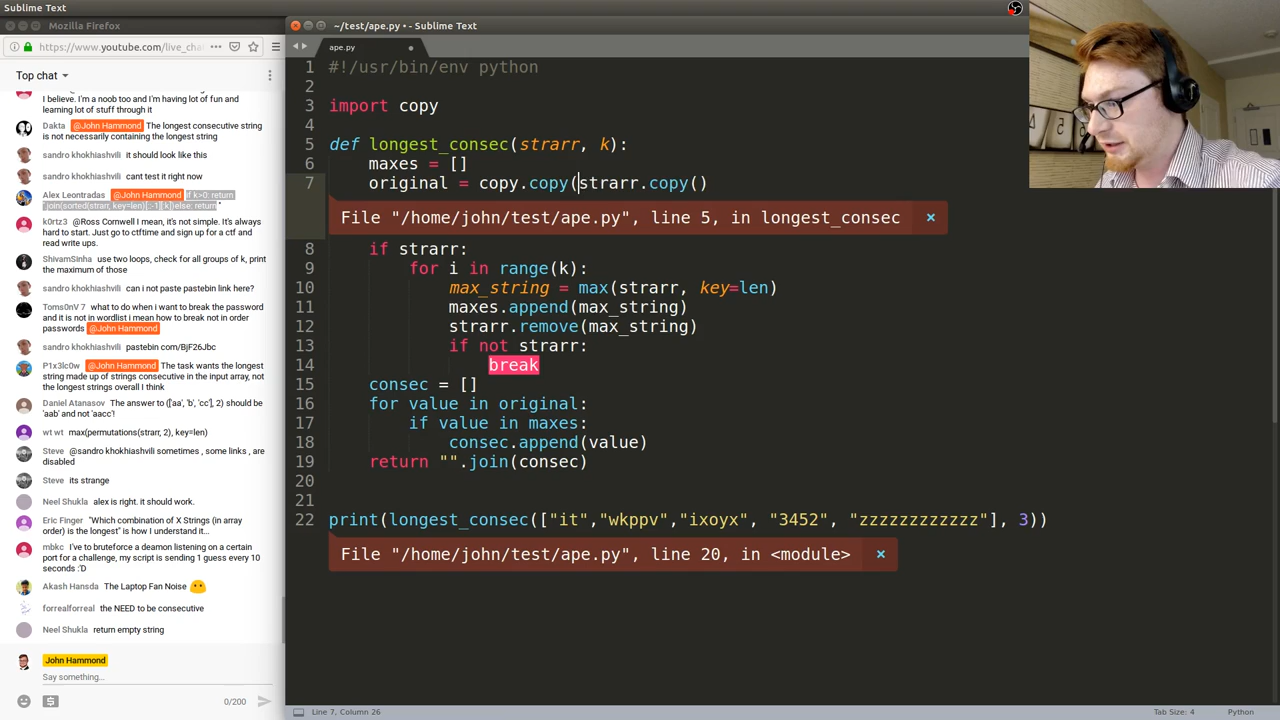 Sublime Text
Mozilla Firefox
https://www.youtube.com/live_cha
Top chat
I believe. I'm a noob too and I'm having lot of fun and
learning lot of stuff through it
Dakta @John Hammond The longest consecutive string
is not necessarily containing the longest string
sandro khokhiashvili it should look like this
sandro khokhiashvili cant test it right now
Alex Leontradas @John Hammond if k>0: return
"".join(sorted(strarr, key=len)[::-1][:k])else: return ''
k0rtz3 @Ross Cornwell I mean, it's not simple. It's always
hard to start. Just go to ctftime and sign up for a ctf and
read write ups.
ShivamSinha use two loops, check for all groups of k, print
the maximum of those
sandro khokhiashvili can i not paste pastebin link here?
Toms0nV 7 what to do when i want to break the password
and it is not in wordlist i mean how to break not in order
passwords @John Hammond
sandro khokhiashvili pastebin com/BjF26Jbc
P1x3lc0w @John Hammond The task wants the longest
string made up of strings consecutive in the input array, not
the longest strings overall I think
Daniel Atanasov The answer to (['aa', 'b', 'cc'], 2) should be
'aab' and not 'aacc'!
wt wt max(permutations(strarr, 2), key=len)
Steve @sandro khokhiashvili sometimes , some links , are
disabled
Steve its strange
Neel Shukla alex is right. it should work.
Eric Finger "Which combination of X Strings (in array
order) is the longest" is how I understand it...
mbkc I've to bruteforce a deamon listening on a certain
port for a challenge, my script is sending 1 guess every 10
seconds :'D
Akash Hansda The Laptop Fan Noise
forrealforreal the NEED to be consecutive
Neel Shukla return empty string
John Hammond
Say something...
0/200
~/test/ape.py • - Sublime Text
ape.py
1 #!/usr/bin/env python
2
3 import copy
4
5 def longest_consec(strarr, k):
6 maxes = []
7 original = copy.copy(strarr.copy()
File "/home/john/test/ape.py", line 5, in longest_consec ×
8 if strarr:
9 for i in range(k):
10 max_string = max(strarr, key=len)
11 maxes.append(max_string)
12 strarr.remove(max_string)
13 if not strarr:
14 break
15 consec = []
16 for value in original:
17 if value in maxes:
18 consec.append(value)
19 return "".join(consec)
20
21
22 print(longest_consec(["it","wkppv","ixoyx", "3452", "zzzzzzzzzzzz"], 3))
File "/home/john/test/ape.py", line 20, in <module> ×
Line 7, Column 26
Tab Size: 4
Python